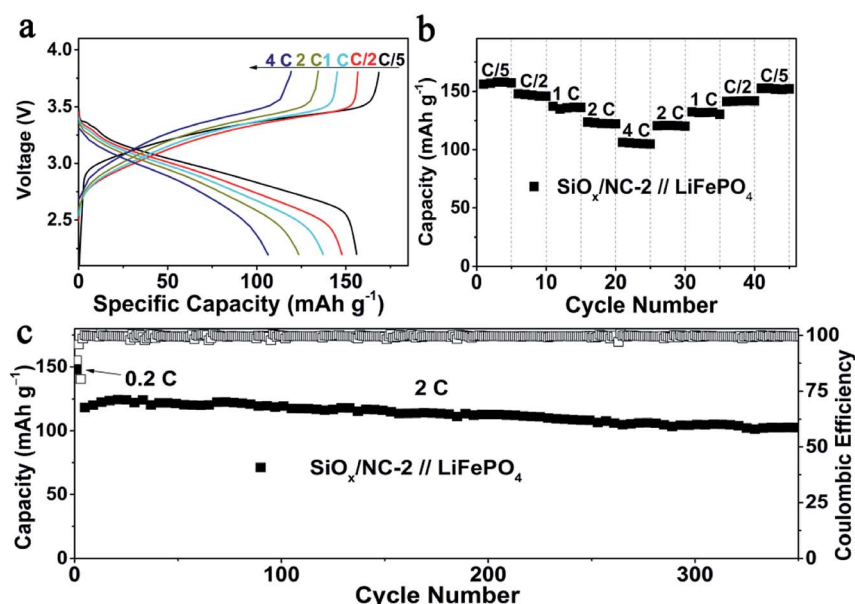 a
4 C 2 C 1 C C/2 C/5
4.0
3.5
3.0
2.5
Voltage (V)
0 50 100 150
Specific Capacity (mAh g⁻¹)
b
C/5 C/2 1 C 2 C 4 C 2 C 1 C C/2 C/5
150
100
50
0
Capacity (mAh g⁻¹)
SiOₓ/NC-2 // LiFePO₄
0 10 20 30 40
Cycle Number
c
150
125
100
75
50
25
0
Capacity (mAh g⁻¹)
0.2 C
2 C
SiOₓ/NC-2 // LiFePO₄
100
75
50
25
0
Coulombic Efficiency
0 100 200 300
Cycle Number